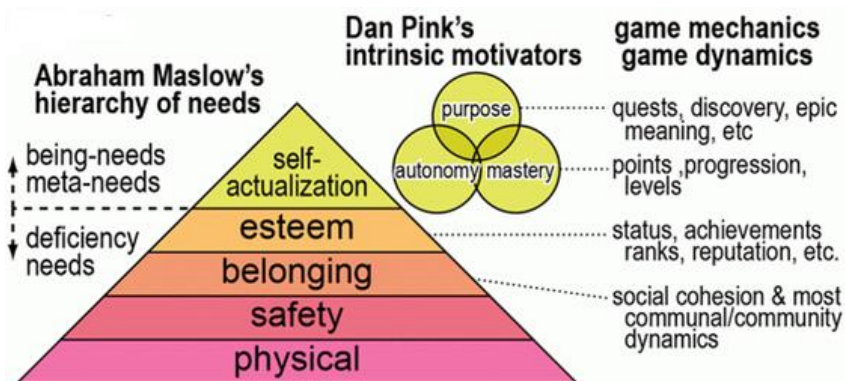 Abraham Maslow's
hierarchy of needs
being-needs
meta-needs
deficiency
needs
self-
actualization
esteem
belonging
safety
physical
Dan Pink's
intrinsic motivators
purpose
autonomy
mastery
game mechanics
game dynamics
quests, discovery, epic
meaning, etc
points ,progression,
levels
status, achievements
ranks, reputation, etc.
social cohesion & most
communal/community
dynamics